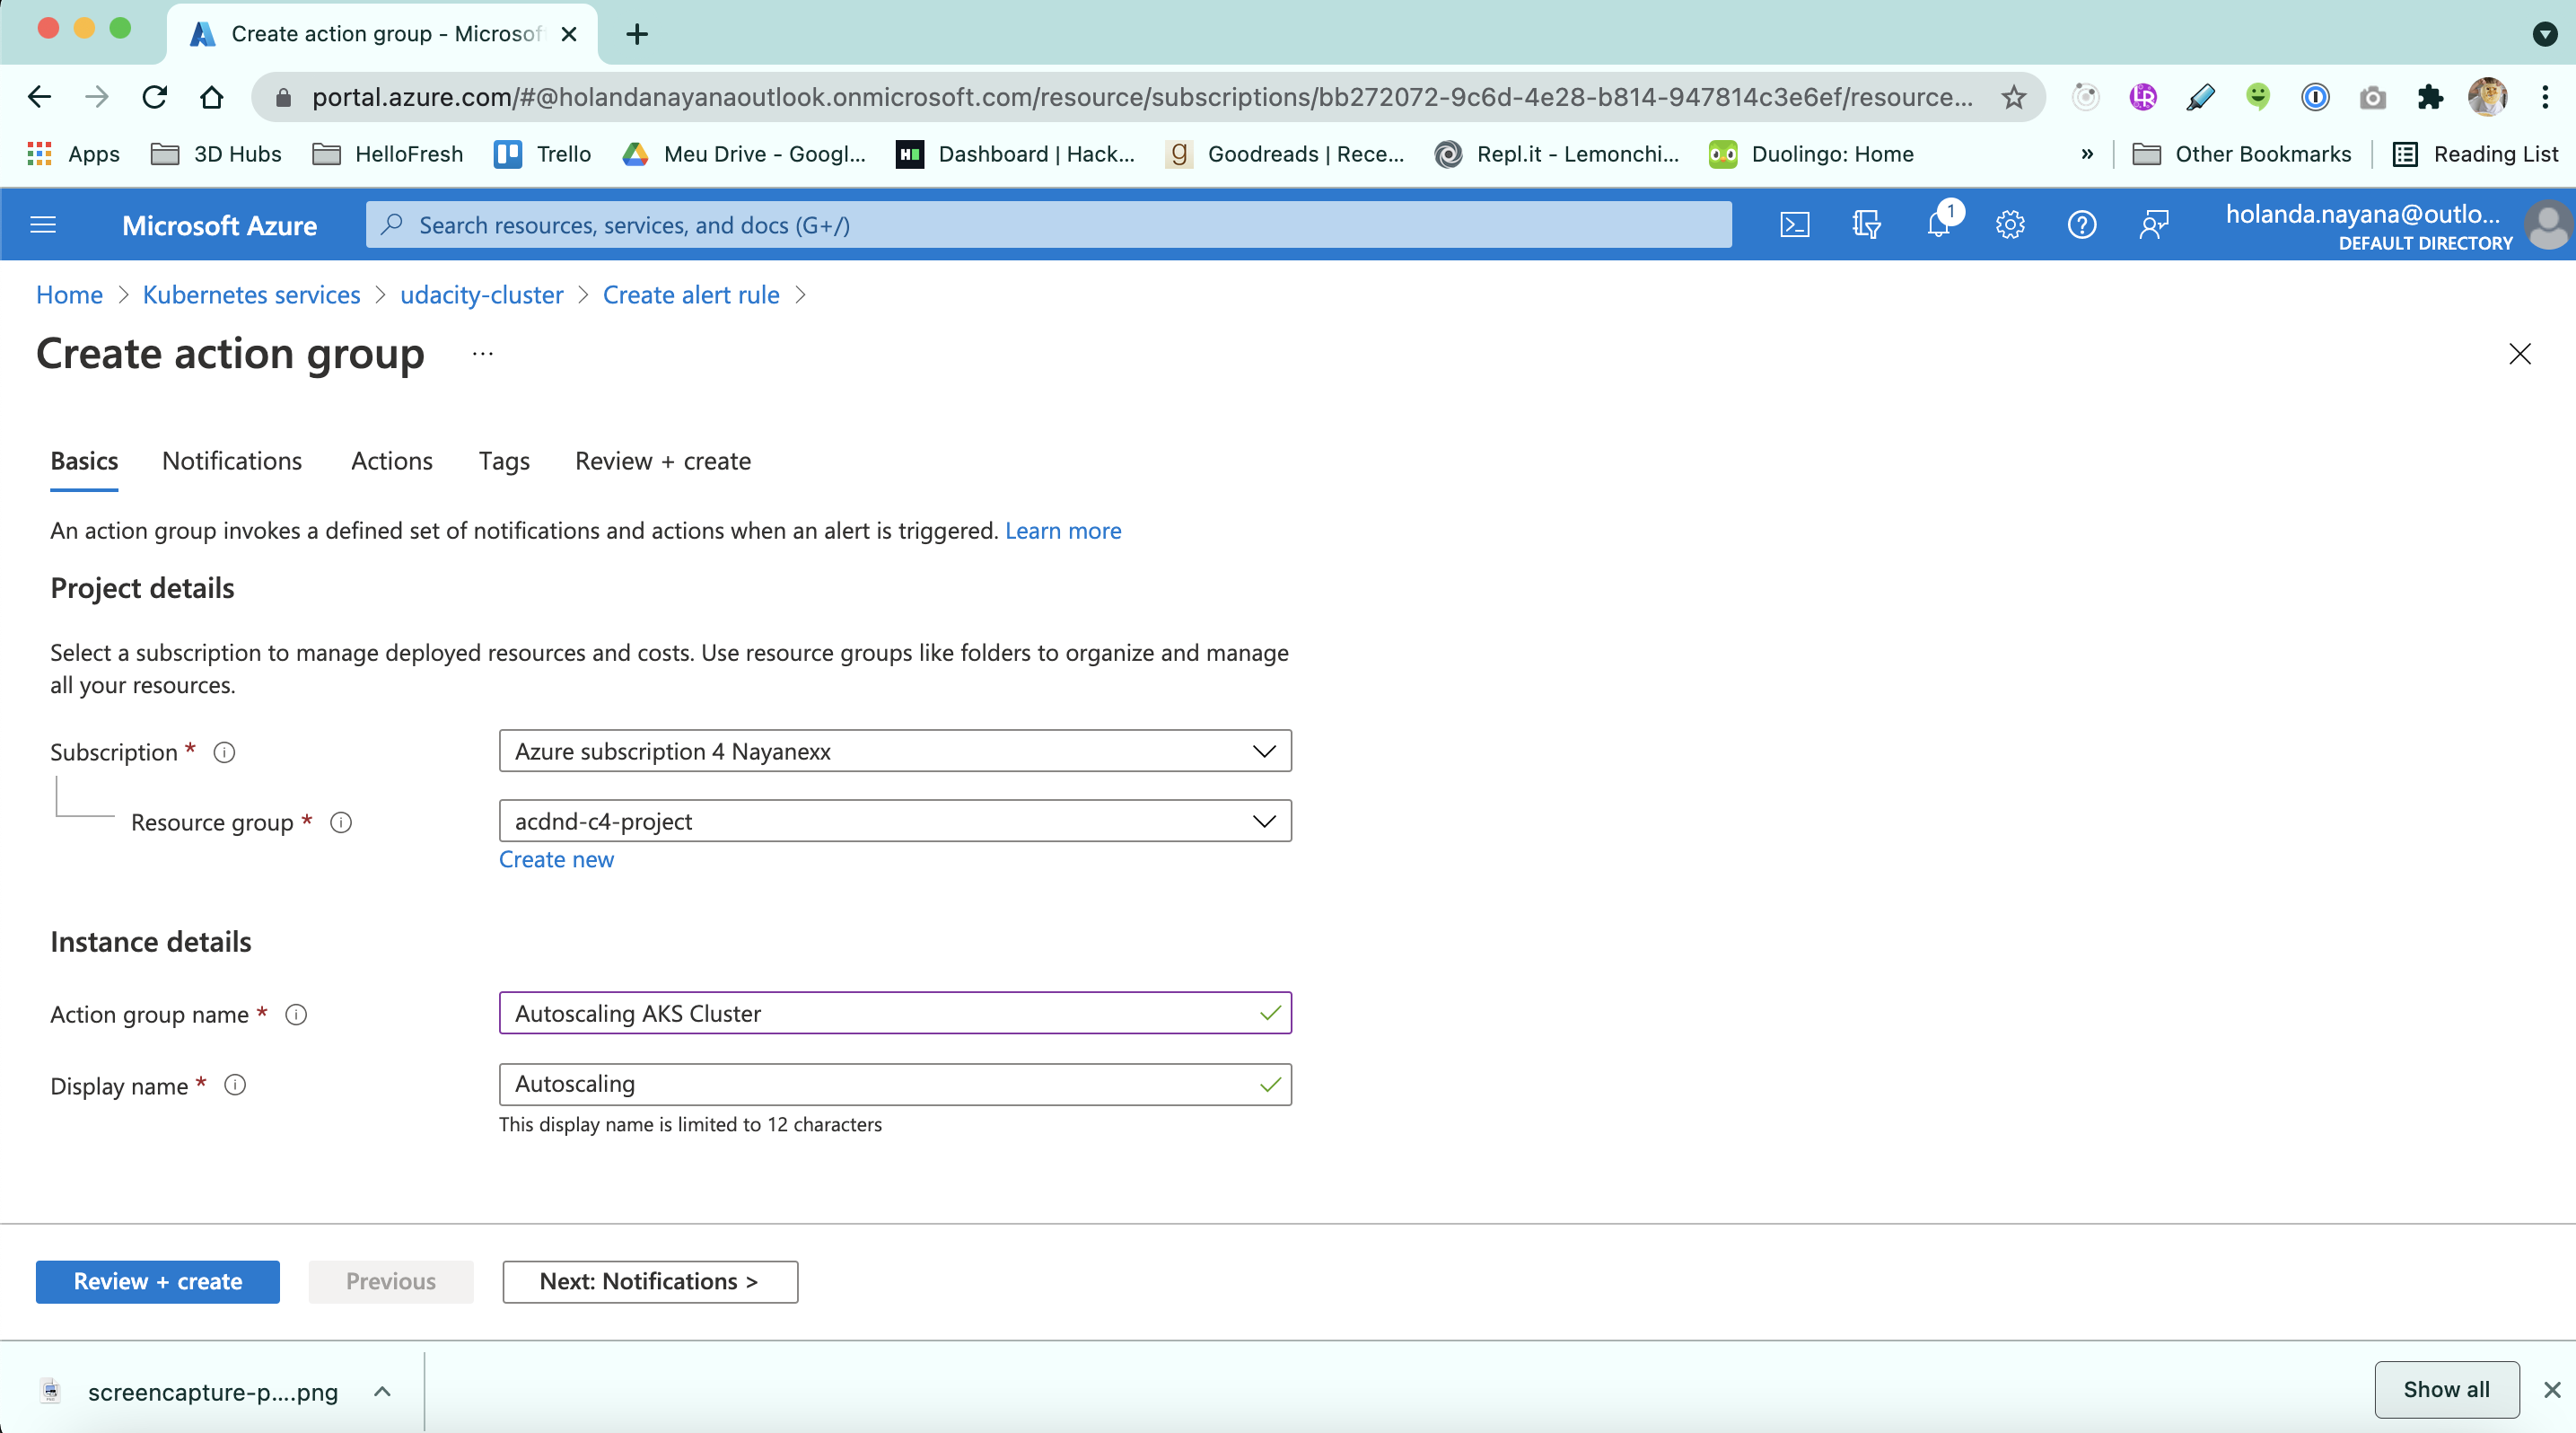 Create action group - Microsof
portal.azure.com/#@holandanayanaoutlook.onmicrosoft.com/resource/subscriptions/bb272072-9c6d-4e28-b814-947814c3e6ef/resource...
Apps 3D Hubs HelloFresh Trello Meu Drive - Googl... Dashboard | Hack... Goodreads | Rece... Repl.it - Lemonchi... Duolingo: Home » Other Bookmarks Reading List
Microsoft Azure Search resources, services, and docs (G+/) 1 holanda.nayana@outlo...
DEFAULT DIRECTORY
Home > Kubernetes services > udacity-cluster > Create alert rule >
Create action group ...
Basics Notifications Actions Tags Review + create
An action group invokes a defined set of notifications and actions when an alert is triggered. Learn more
Project details
Select a subscription to manage deployed resources and costs. Use resource groups like folders to organize and manage
all your resources.
Subscription * Azure subscription 4 Nayanexx
Resource group * acdnd-c4-project
Create new
Instance details
Action group name * Autoscaling AKS Cluster
Display name * Autoscaling
This display name is limited to 12 characters
Review + create Previous Next: Notifications >
screencapture-p....png Show all